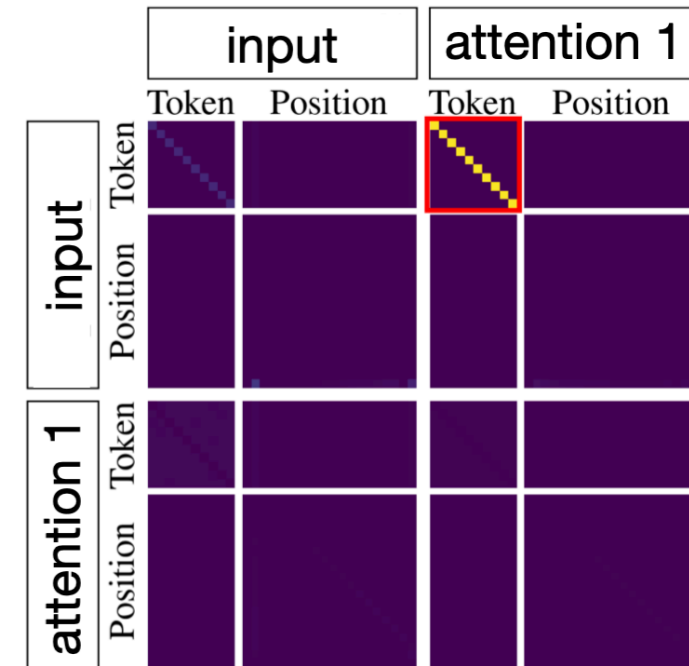 input
attention 1
Token
Position
Token
Position
input
Token
Position
attention 1
Token
Position